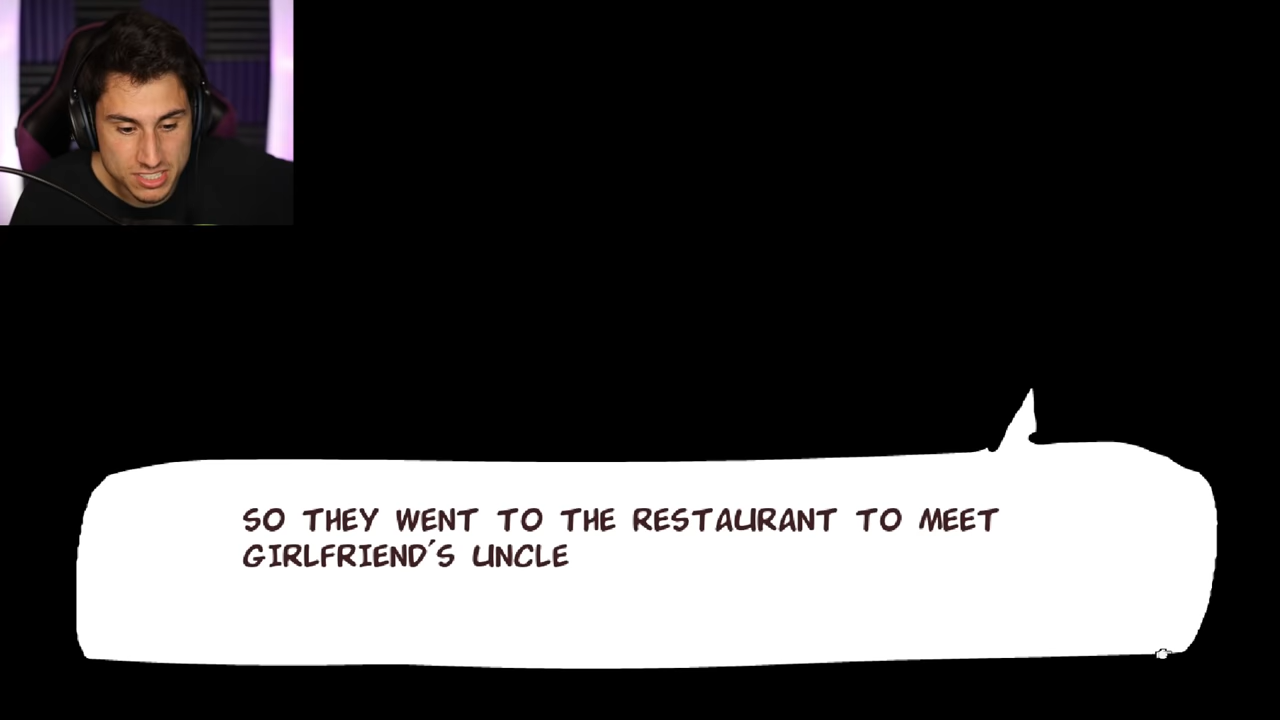 SO THEY WENT TO THE RESTAURANT TO MEET
GIRLFRIEND'S UNCLE